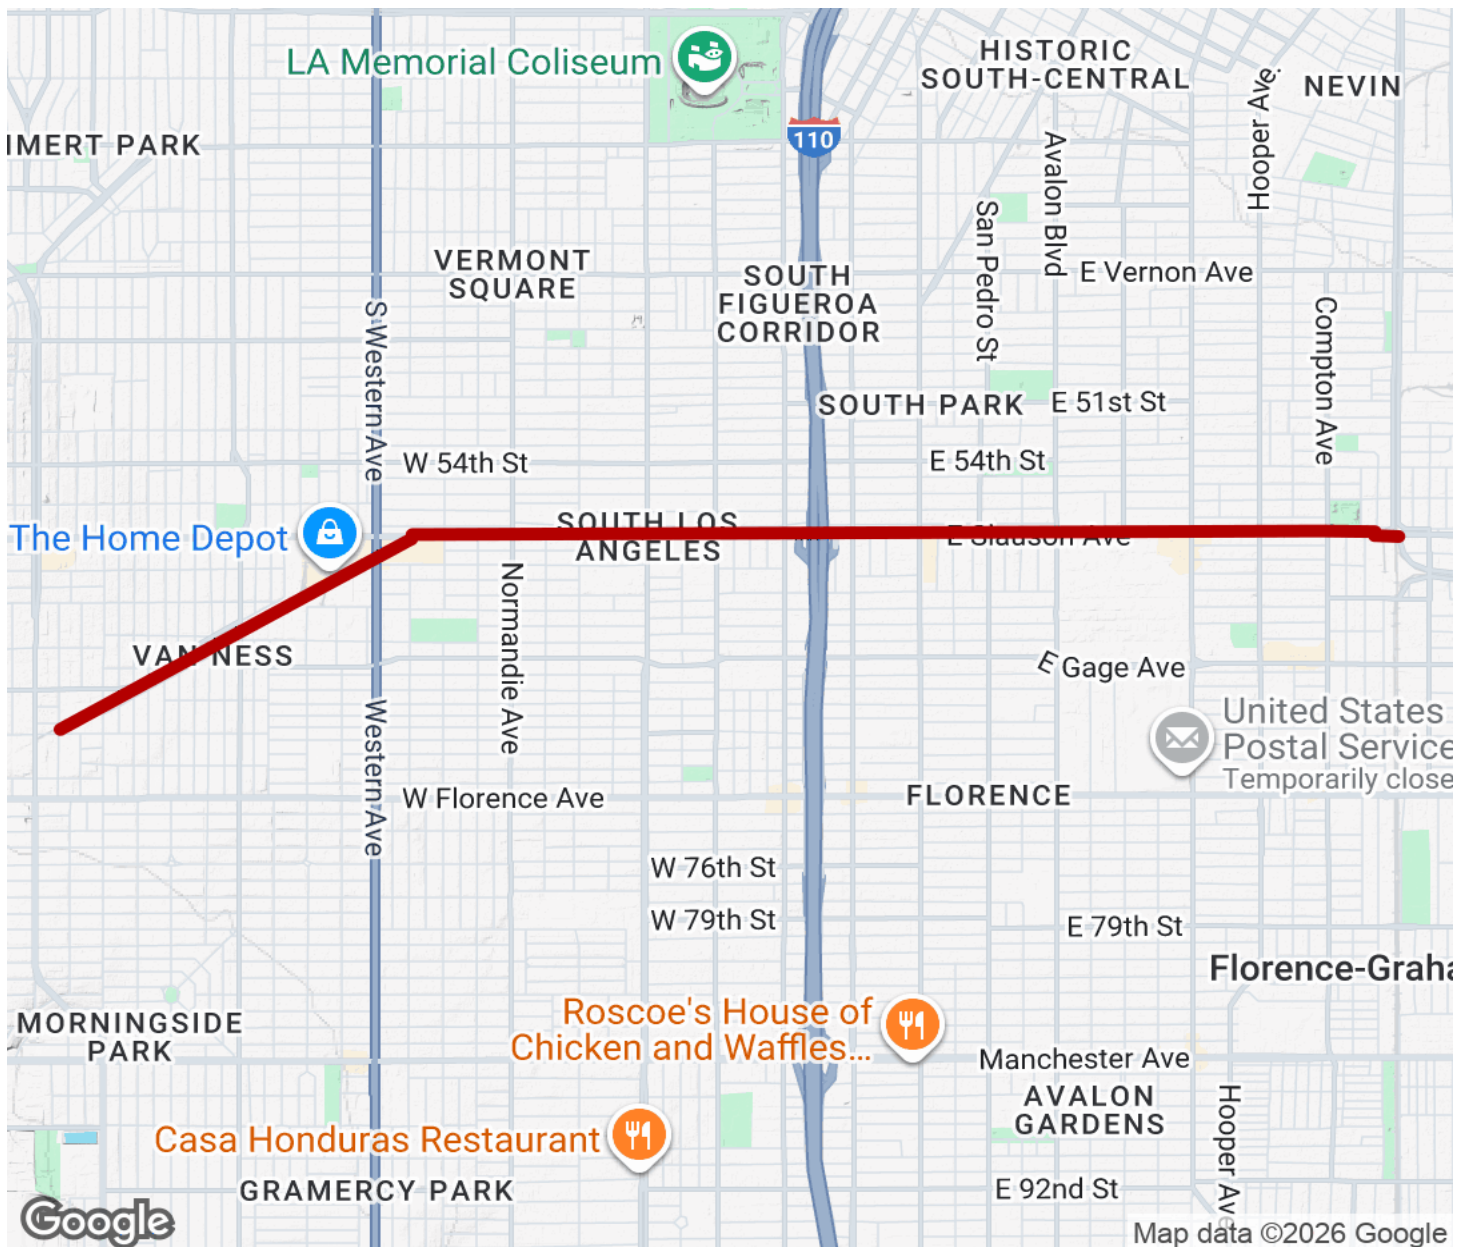 LA Memorial Coliseum
HISTORIC
SOUTH-CENTRAL
NEVIN
Hooper Ave
110
IMERT PARK
Avalon Blvd
San Pedro St
VERMONT
SQUARE
SOUTH
FIGUEROA
CORRIDOR
E Vernon Ave
S Western Ave
Compton Ave
SOUTH PARK
E 51st St
W 54th St
E 54th St
The Home Depot
SOUTH LOS
ANGELES
E Slauson Ave
Normandie Ave
VAN NESS
E Gage Ave
Western Ave
United States
Postal Service
Temporarily close
W Florence Ave
FLORENCE
W 76th St
W 79th St
E 79th St
Florence-Graha
MORNINGSIDE
PARK
Roscoe's House of
Chicken and Waffles...
Manchester Ave
AVALON
GARDENS
Hooper Ave
Casa Honduras Restaurant
GRAMERCY PARK
E 92nd St
Google
Map data ©2026 Google